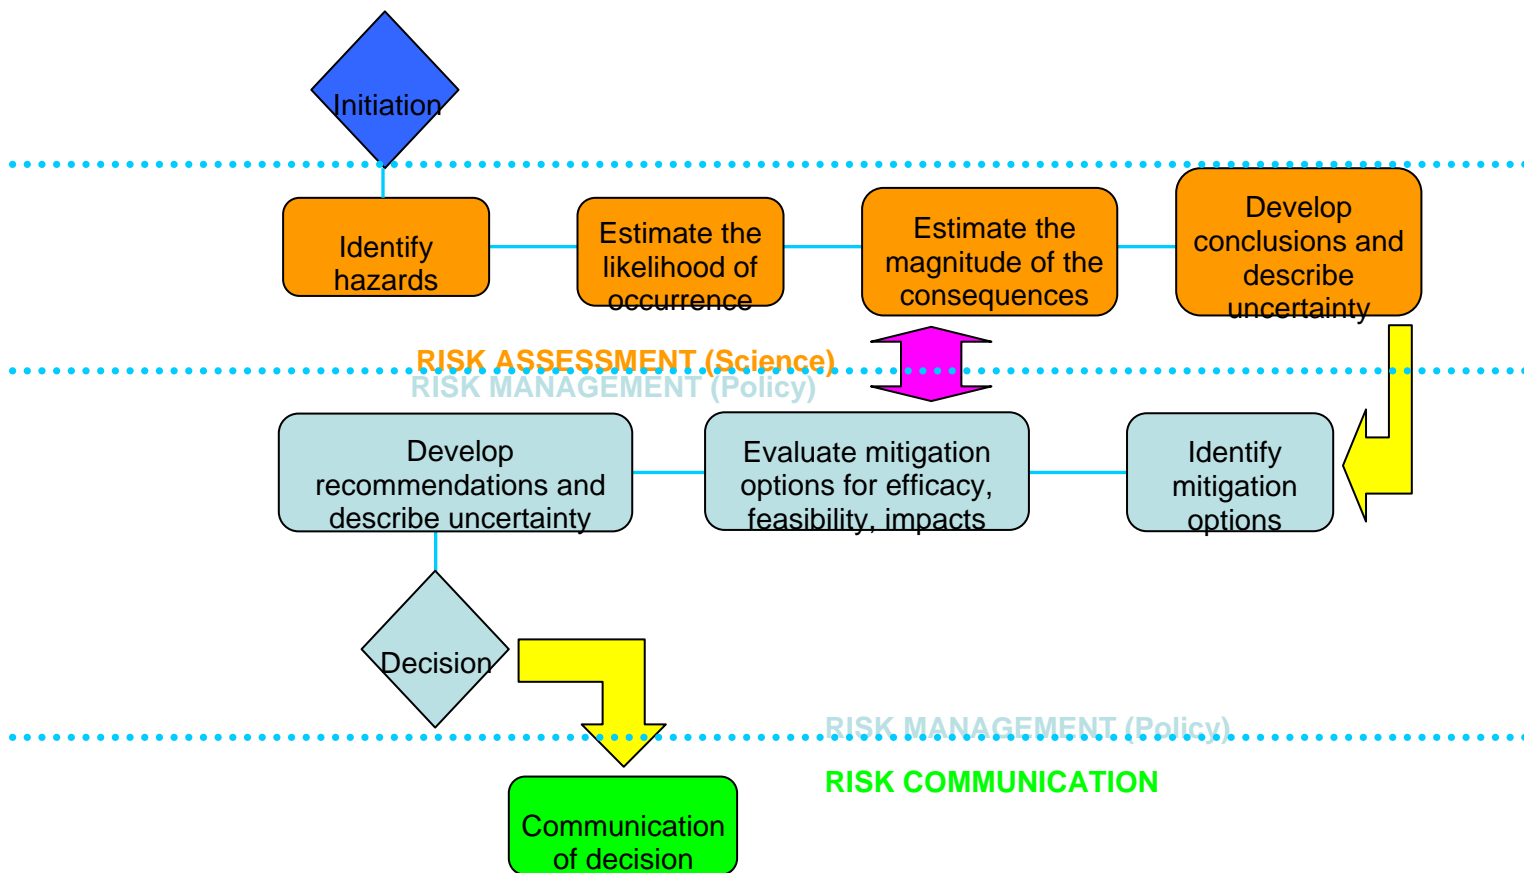 Initiation
Identify
hazards
Estimate the
likelihood of
occurrence
Estimate the
magnitude of the
consequences
Develop
conclusions and
describe
uncertainty
RISK ASSESSMENT (Science)
RISK MANAGEMENT (Policy)
Develop
recommendations and
describe uncertainty
Evaluate mitigation
options for efficacy,
feasibility, impacts
Identify
mitigation
options
Decision
RISK MANAGEMENT (Policy)
RISK COMMUNICATION
Communication
of decision